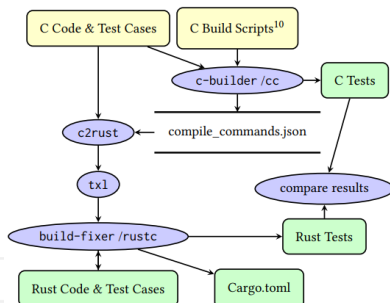 C Code & Test Cases
C Build Scripts¹⁰
c-builder/cc
C Tests
c2rust
compile_commands.json
txl
compare results
build-fixer/rustc
Rust Tests
Rust Code & Test Cases
Cargo.toml